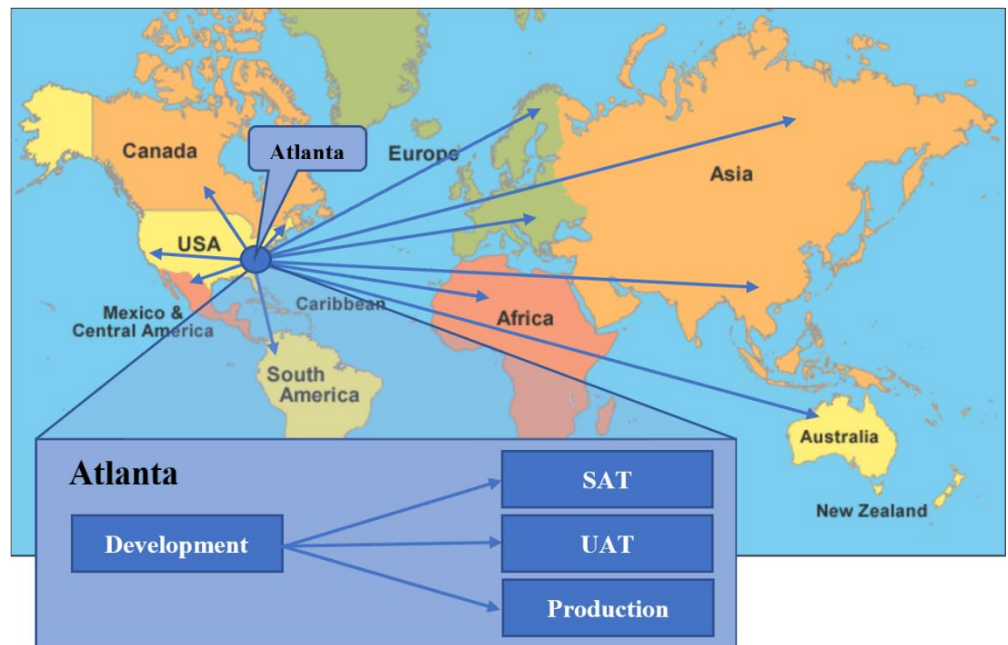 Canada
Atlanta
Europe
Asia
USA
Mexico &
Central America
Caribbean
Africa
South
America
Australia
New Zealand
Atlanta
Development
SAT
UAT
Production